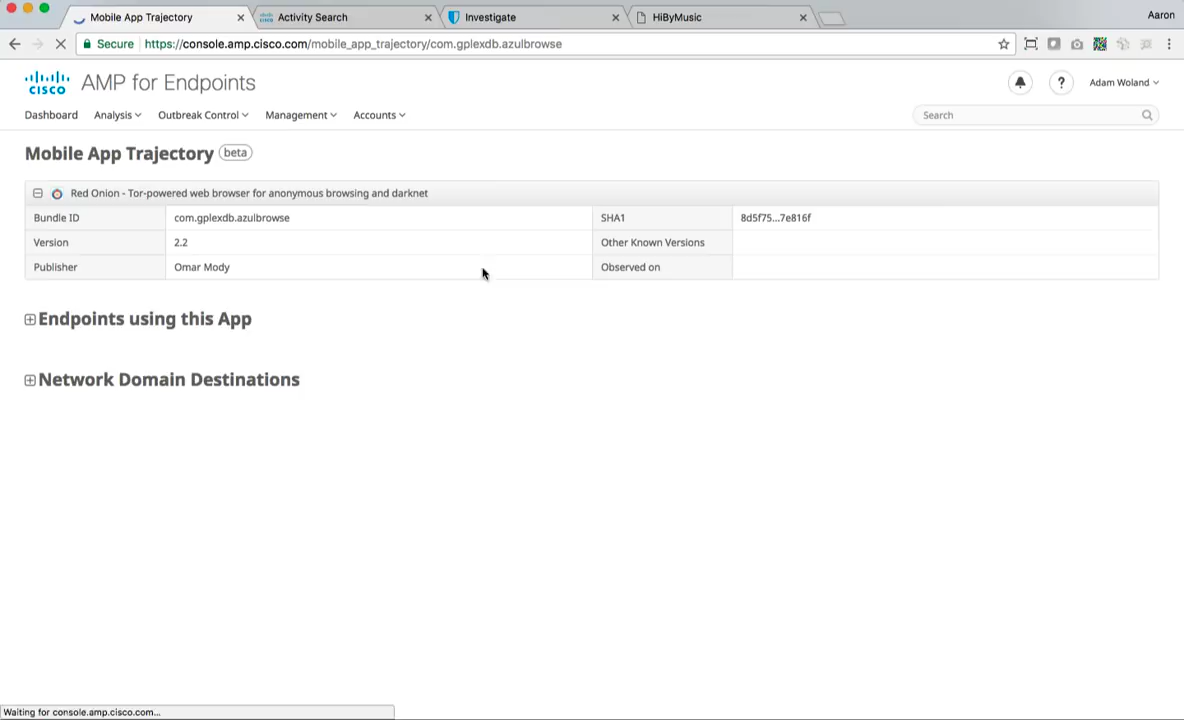 Mobile App Trajectory
Activity Search
Investigate
HiByMusic
Aaron
Secure
https://console.amp.cisco.com/mobile_app_trajectory/com.gplexdb.azulbrowse
CISCO AMP for Endpoints
?
Adam Woland
Dashboard
Analysis
Outbreak Control
Management
Accounts
Search
Mobile App Trajectory beta
Red Onion - Tor-powered web browser for anonymous browsing and darknet
Bundle ID com.gplexdb.azulbrowse SHA1 8d5f75...7e816f
Version 2.2 Other Known Versions
Publisher Omar Mody Observed on
Endpoints using this App
Network Domain Destinations
Waiting for console.amp.cisco.com...